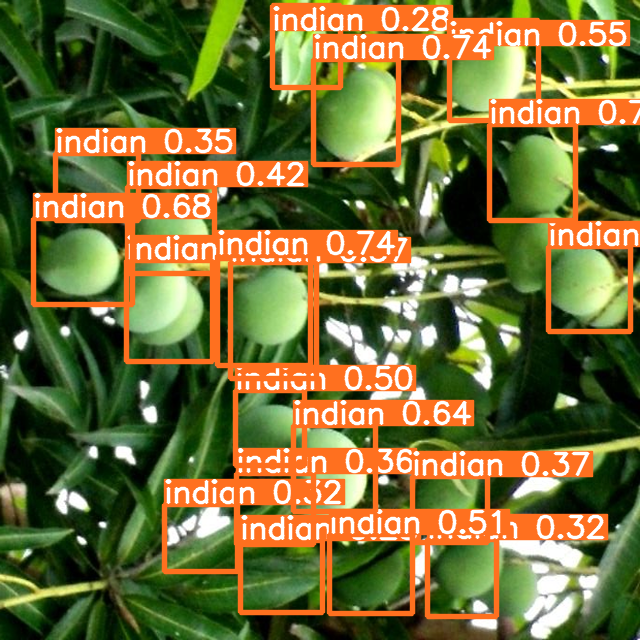 indian 0.28
indian 0.55
indian 0.74
indian 0.7
indian 0.35
indian 0.42
indian 0.68
indian
indian
indian 0.74
indian 0.50
indian 0.64
indian 0.36
indian 0.37
indian 0.32
indian
indian 0.51
0.32